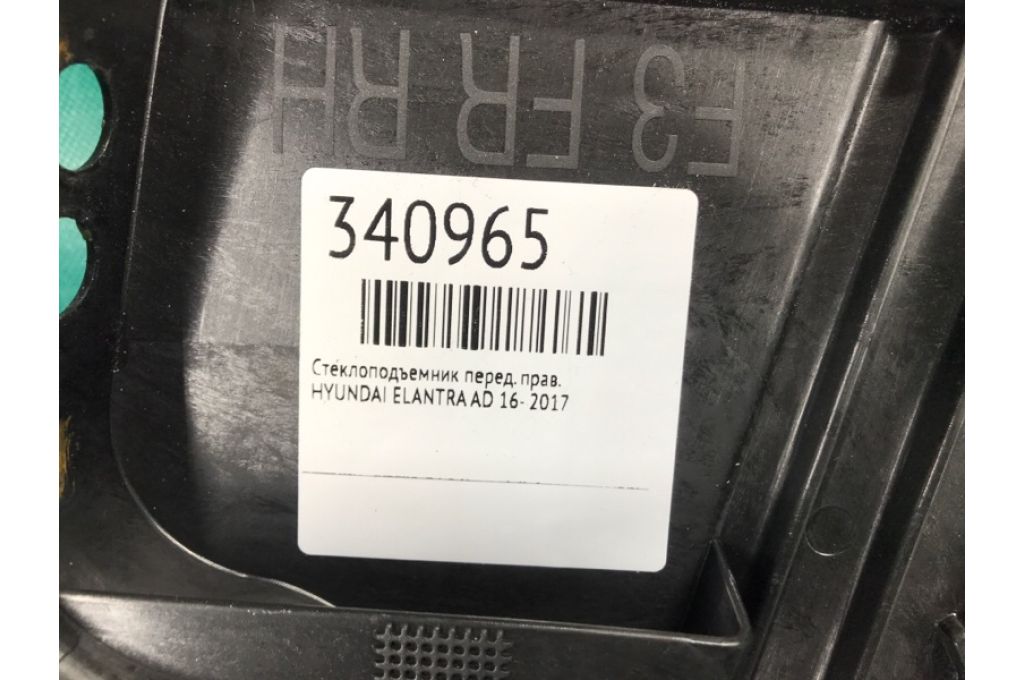 F3 FR RH
340965
Стеклоподъемник перед. прав.
HYUNDAI ELANTRA AD 16- 2017